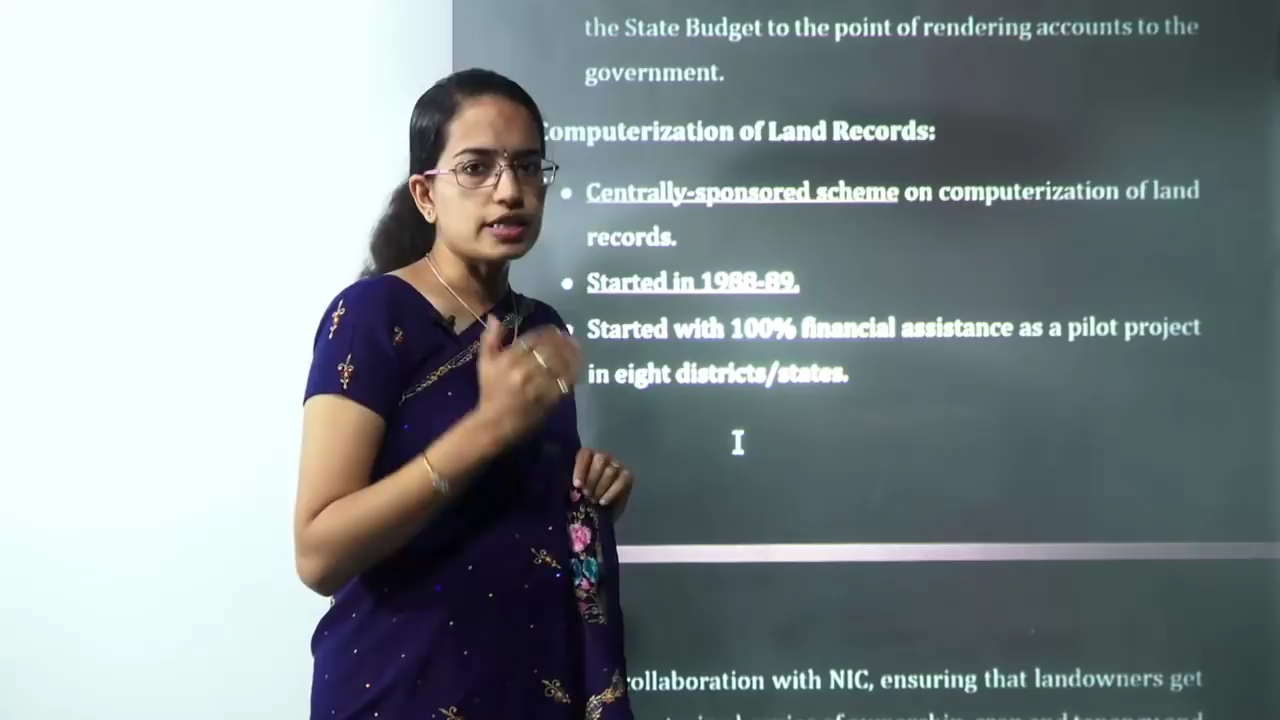 the State Budget to the point of rendering accounts to the
government.
Computerization of Land Records:
• Centrally-sponsored scheme on computerization of land
records.
• Started in 1988-89.
• Started with 100% financial assistance as a pilot project
in eight districts/states.
collaboration with NIC, ensuring that landowners get